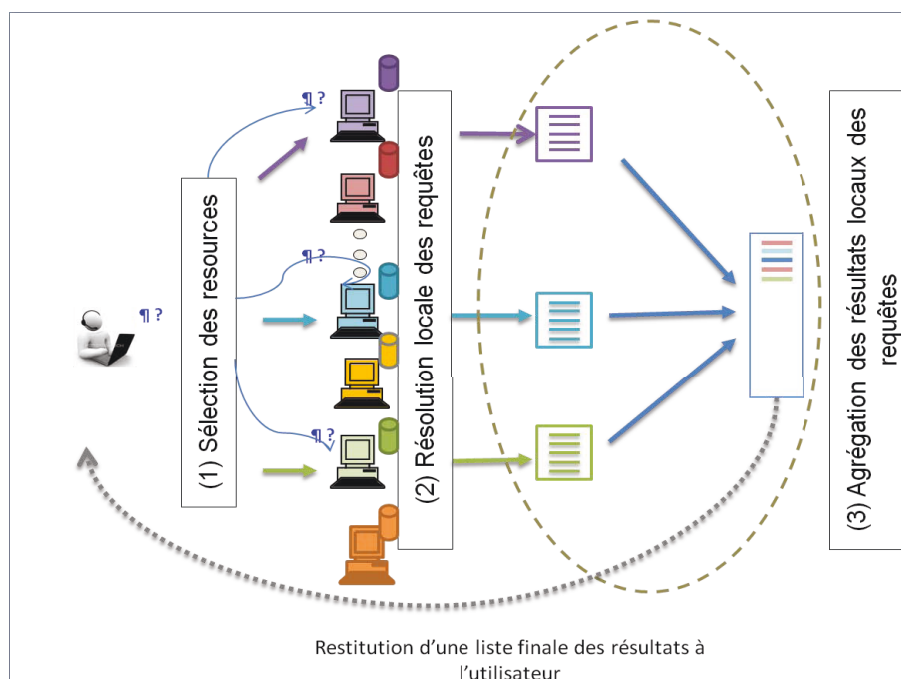 ¶ ?
¶ ?
¶ ?
¶ ?
(1) Sélection des resources
(2) Résolution locale des requêtes
(3) Agrégation des résultats locaux des
requêtes
Restitution d’une liste finale des résultats à
l’utilisateur